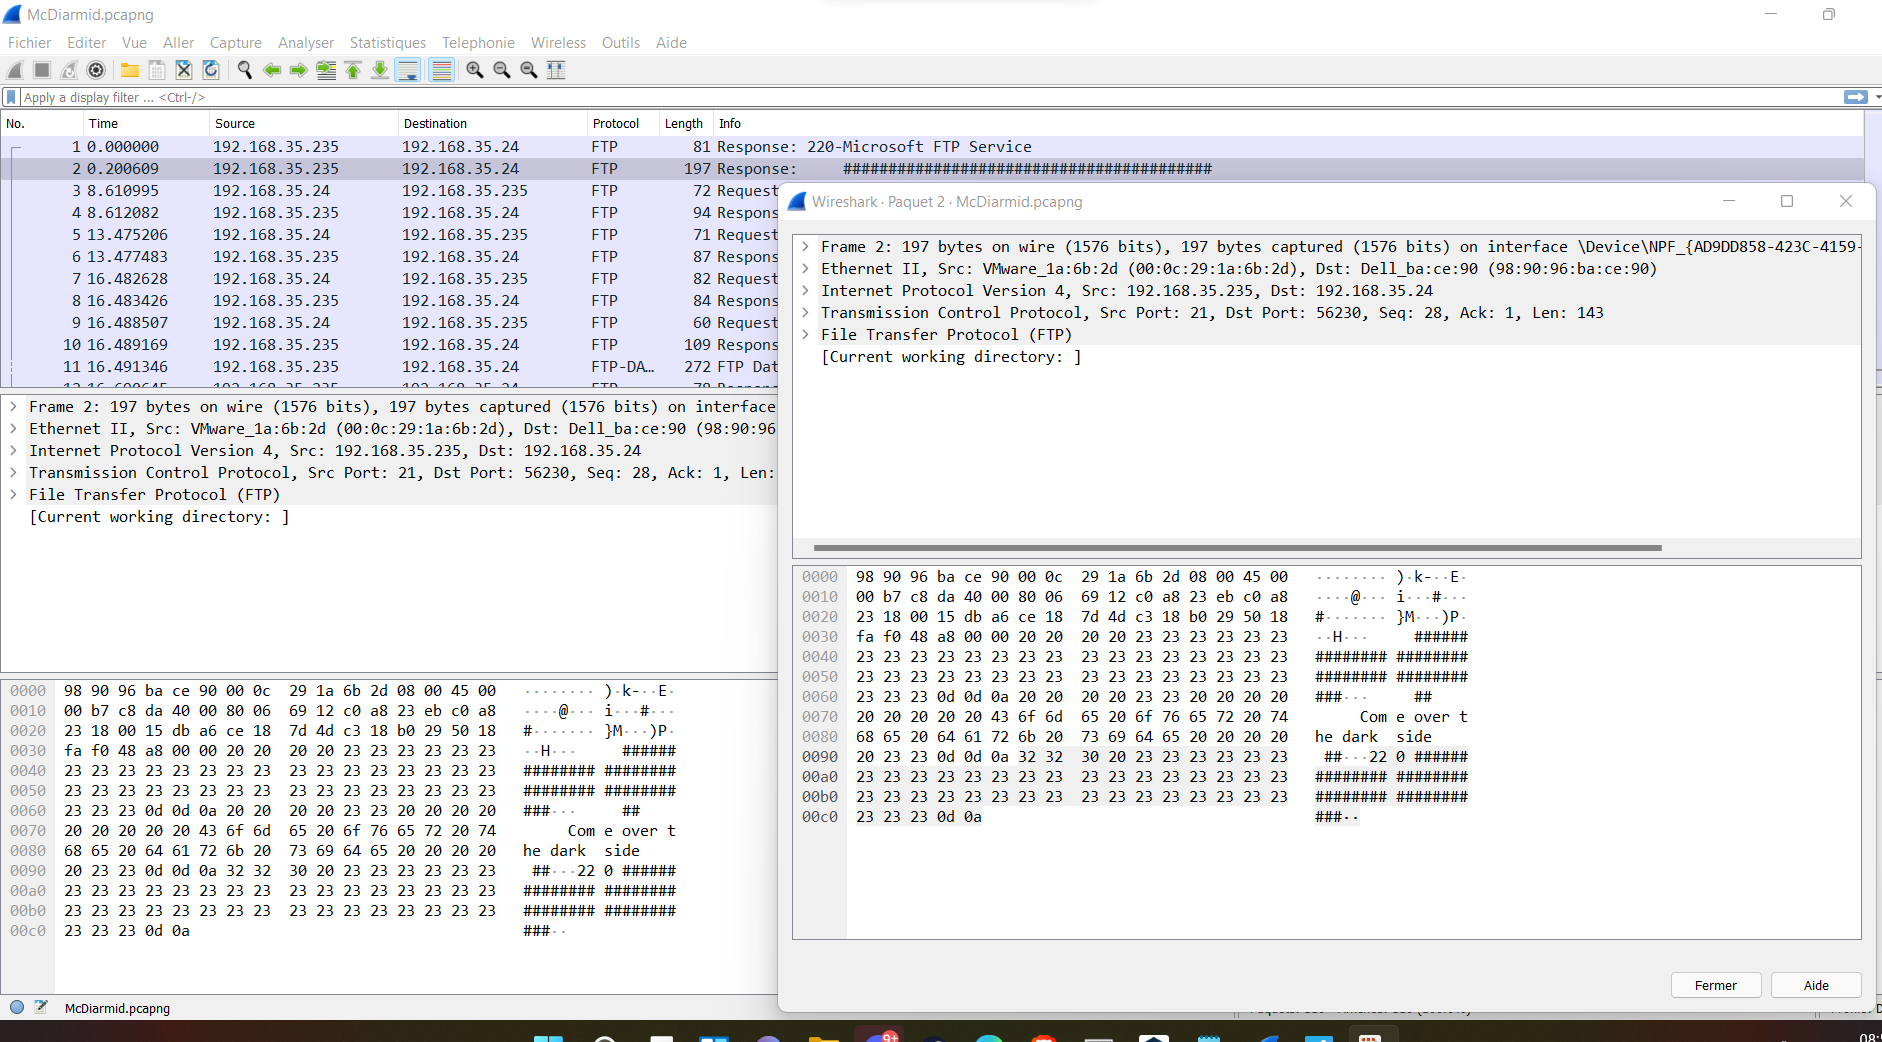 McDiarmid.pcapng
Fichier Editer Vue Aller Capture Analyser Statistiques Telephonie Wireless Outils Aide
Apply a display filter ... <Ctrl-/>
No. Time Source Destination Protocol Length Info
1 0.000000 192.168.35.235 192.168.35.24 FTP 81 Response: 220-Microsoft FTP Service
2 0.200609 192.168.35.235 192.168.35.24 FTP 197 Response: #########################################
3 8.610995 192.168.35.24 192.168.35.235 FTP 72 Request
4 8.612082 192.168.35.235 192.168.35.24 FTP 94 Respons
5 13.475206 192.168.35.24 192.168.35.235 FTP 71 Request
6 13.477483 192.168.35.235 192.168.35.24 FTP 87 Respons
7 16.482628 192.168.35.24 192.168.35.235 FTP 82 Request
8 16.483426 192.168.35.235 192.168.35.24 FTP 84 Respons
9 16.488507 192.168.35.24 192.168.35.235 FTP 60 Request
10 16.489169 192.168.35.235 192.168.35.24 FTP 109 Respons
11 16.491346 192.168.35.235 192.168.35.24 FTP-DA… 272 FTP Dat
Frame 2: 197 bytes on wire (1576 bits), 197 bytes captured (1576 bits) on interface
Ethernet II, Src: VMware_1a:6b:2d (00:0c:29:1a:6b:2d), Dst: Dell_ba:ce:90 (98:90:96
Internet Protocol Version 4, Src: 192.168.35.235, Dst: 192.168.35.24
Transmission Control Protocol, Src Port: 21, Dst Port: 56230, Seq: 28, Ack: 1, Len:
File Transfer Protocol (FTP)
[Current working directory: ]
0000 98 90 96 ba ce 90 00 0c 29 1a 6b 2d 08 00 45 00 ········ )·k-··E·
0010 00 b7 c8 da 40 00 80 06 69 12 c0 a8 23 eb c0 a8 ····@··· i···#···
0020 23 18 00 15 db a6 ce 18 7d 4d c3 18 b0 29 50 18 #······· }M···)P·
0030 fa f0 48 a8 00 00 20 20 20 20 23 23 23 23 23 23 ··H··· ######
0040 23 23 23 23 23 23 23 23 23 23 23 23 23 23 23 23 ######## ########
0050 23 23 23 23 23 23 23 23 23 23 23 23 23 23 23 23 ######## ########
0060 23 23 23 0d 0d 0a 20 20 20 20 23 23 20 20 20 20 ###··· ##
0070 20 20 20 20 20 43 6f 6d 65 20 6f 76 65 72 20 74 Com e over t
0080 68 65 20 64 61 72 6b 20 73 69 64 65 20 20 20 20 he dark side
0090 20 23 23 0d 0d 0a 32 32 30 20 23 23 23 23 23 23 ##···22 0 ######
00a0 23 23 23 23 23 23 23 23 23 23 23 23 23 23 23 23 ######## ########
00b0 23 23 23 23 23 23 23 23 23 23 23 23 23 23 23 23 ######## ########
00c0 23 23 23 0d 0a ###··
McDiarmid.pcapng
Wireshark · Paquet 2 · McDiarmid.pcapng
Frame 2: 197 bytes on wire (1576 bits), 197 bytes captured (1576 bits) on interface \Device\NPF_{AD9DD858-423C-4159-
Ethernet II, Src: VMware_1a:6b:2d (00:0c:29:1a:6b:2d), Dst: Dell_ba:ce:90 (98:90:96:ba:ce:90)
Internet Protocol Version 4, Src: 192.168.35.235, Dst: 192.168.35.24
Transmission Control Protocol, Src Port: 21, Dst Port: 56230, Seq: 28, Ack: 1, Len: 143
File Transfer Protocol (FTP)
[Current working directory: ]
0000 98 90 96 ba ce 90 00 0c 29 1a 6b 2d 08 00 45 00 ········ )·k-··E·
0010 00 b7 c8 da 40 00 80 06 69 12 c0 a8 23 eb c0 a8 ····@··· i···#···
0020 23 18 00 15 db a6 ce 18 7d 4d c3 18 b0 29 50 18 #······· }M···)P·
0030 fa f0 48 a8 00 00 20 20 20 20 23 23 23 23 23 23 ··H··· ######
0040 23 23 23 23 23 23 23 23 23 23 23 23 23 23 23 23 ######## ########
0050 23 23 23 23 23 23 23 23 23 23 23 23 23 23 23 23 ######## ########
0060 23 23 23 0d 0d 0a 20 20 20 20 23 23 20 20 20 20 ###··· ##
0070 20 20 20 20 20 43 6f 6d 65 20 6f 76 65 72 20 74 Com e over t
0080 68 65 20 64 61 72 6b 20 73 69 64 65 20 20 20 20 he dark side
0090 20 23 23 0d 0d 0a 32 32 30 20 23 23 23 23 23 23 ##···22 0 ######
00a0 23 23 23 23 23 23 23 23 23 23 23 23 23 23 23 23 ######## ########
00b0 23 23 23 23 23 23 23 23 23 23 23 23 23 23 23 23 ######## ########
00c0 23 23 23 0d 0a ###··
Fermer Aide
9+